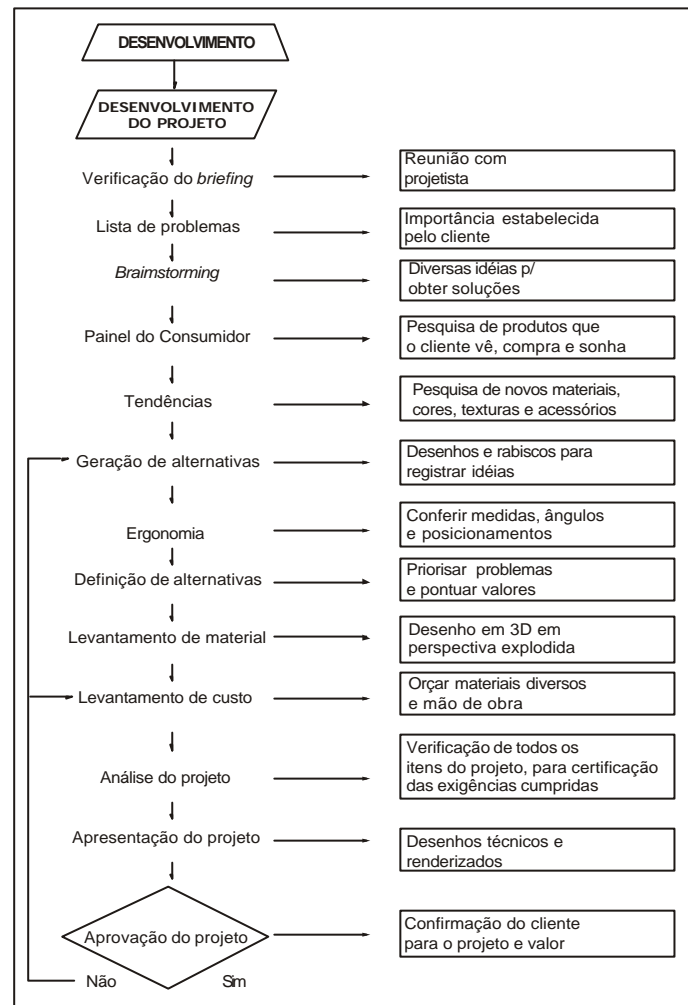 DESENVOLVIMENTO
DESENVOLVIMENTO
DO PROJETO
Verificação do briefing
Reunião com
projetista
Lista de problemas
Importância estabelecida
pelo cliente
Braimstorming
Diversas idéias p/
obter soluções
Painel do Consumidor
Pesquisa de produtos que
o cliente vê, compra e sonha
Tendências
Pesquisa de novos materiais,
cores, texturas e acessórios
Geração de alternativas
Desenhos e rabiscos para
registrar idéias
Ergonomia
Conferir medidas, ângulos
e posicionamentos
Definição de alternativas
Priorisar problemas
e pontuar valores
Levantamento de material
Desenho em 3D em
perspectiva explodida
Levantamento de custo
Orçar materiais diversos
e mão de obra
Análise do projeto
Verificação de todos os
itens do projeto, para certificação
das exigências cumpridas
Apresentação do projeto
Desenhos técnicos e
renderizados
Aprovação do projeto
Confirmação do cliente
para o projeto e valor
Não Sim